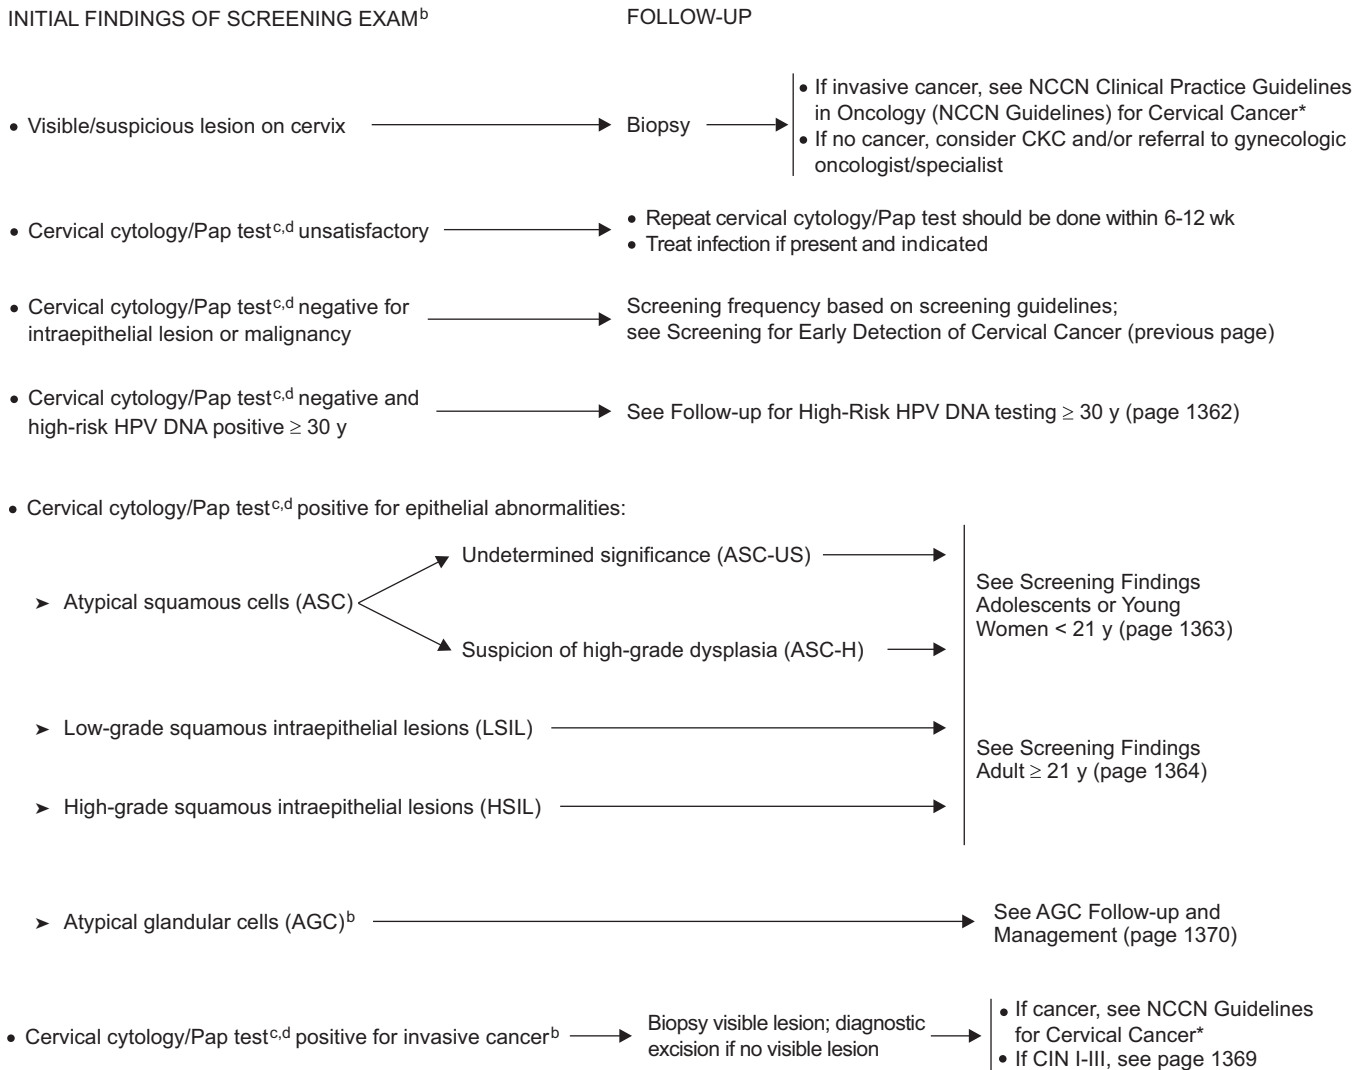 INITIAL FINDINGS OF SCREENING EXAMb
FOLLOW-UP
• Visible/suspicious lesion on cervix
Biopsy
• If invasive cancer, see NCCN Clinical Practice Guidelines
in Oncology (NCCN Guidelines) for Cervical Cancer*
• If no cancer, consider CKC and/or referral to gynecologic
oncologist/specialist
• Cervical cytology/Pap testc,d unsatisfactory
• Repeat cervical cytology/Pap test should be done within 6-12 wk
• Treat infection if present and indicated
• Cervical cytology/Pap testc,d negative for
intraepithelial lesion or malignancy
Screening frequency based on screening guidelines;
see Screening for Early Detection of Cervical Cancer (previous page)
• Cervical cytology/Pap testc,d negative and
high-risk HPV DNA positive ≥ 30 y
See Follow-up for High-Risk HPV DNA testing ≥ 30 y (page 1362)
• Cervical cytology/Pap testc,d positive for epithelial abnormalities:
➤ Atypical squamous cells (ASC)
Undetermined significance (ASC-US)
Suspicion of high-grade dysplasia (ASC-H)
See Screening Findings
Adolescents or Young
Women < 21 y (page 1363)
➤ Low-grade squamous intraepithelial lesions (LSIL)
➤ High-grade squamous intraepithelial lesions (HSIL)
See Screening Findings
Adult ≥ 21 y (page 1364)
➤ Atypical glandular cells (AGC)b
See AGC Follow-up and
Management (page 1370)
• Cervical cytology/Pap testc,d positive for invasive cancerb
Biopsy visible lesion; diagnostic
excision if no visible lesion
• If cancer, see NCCN Guidelines
for Cervical Cancer*
• If CIN I-III, see page 1369